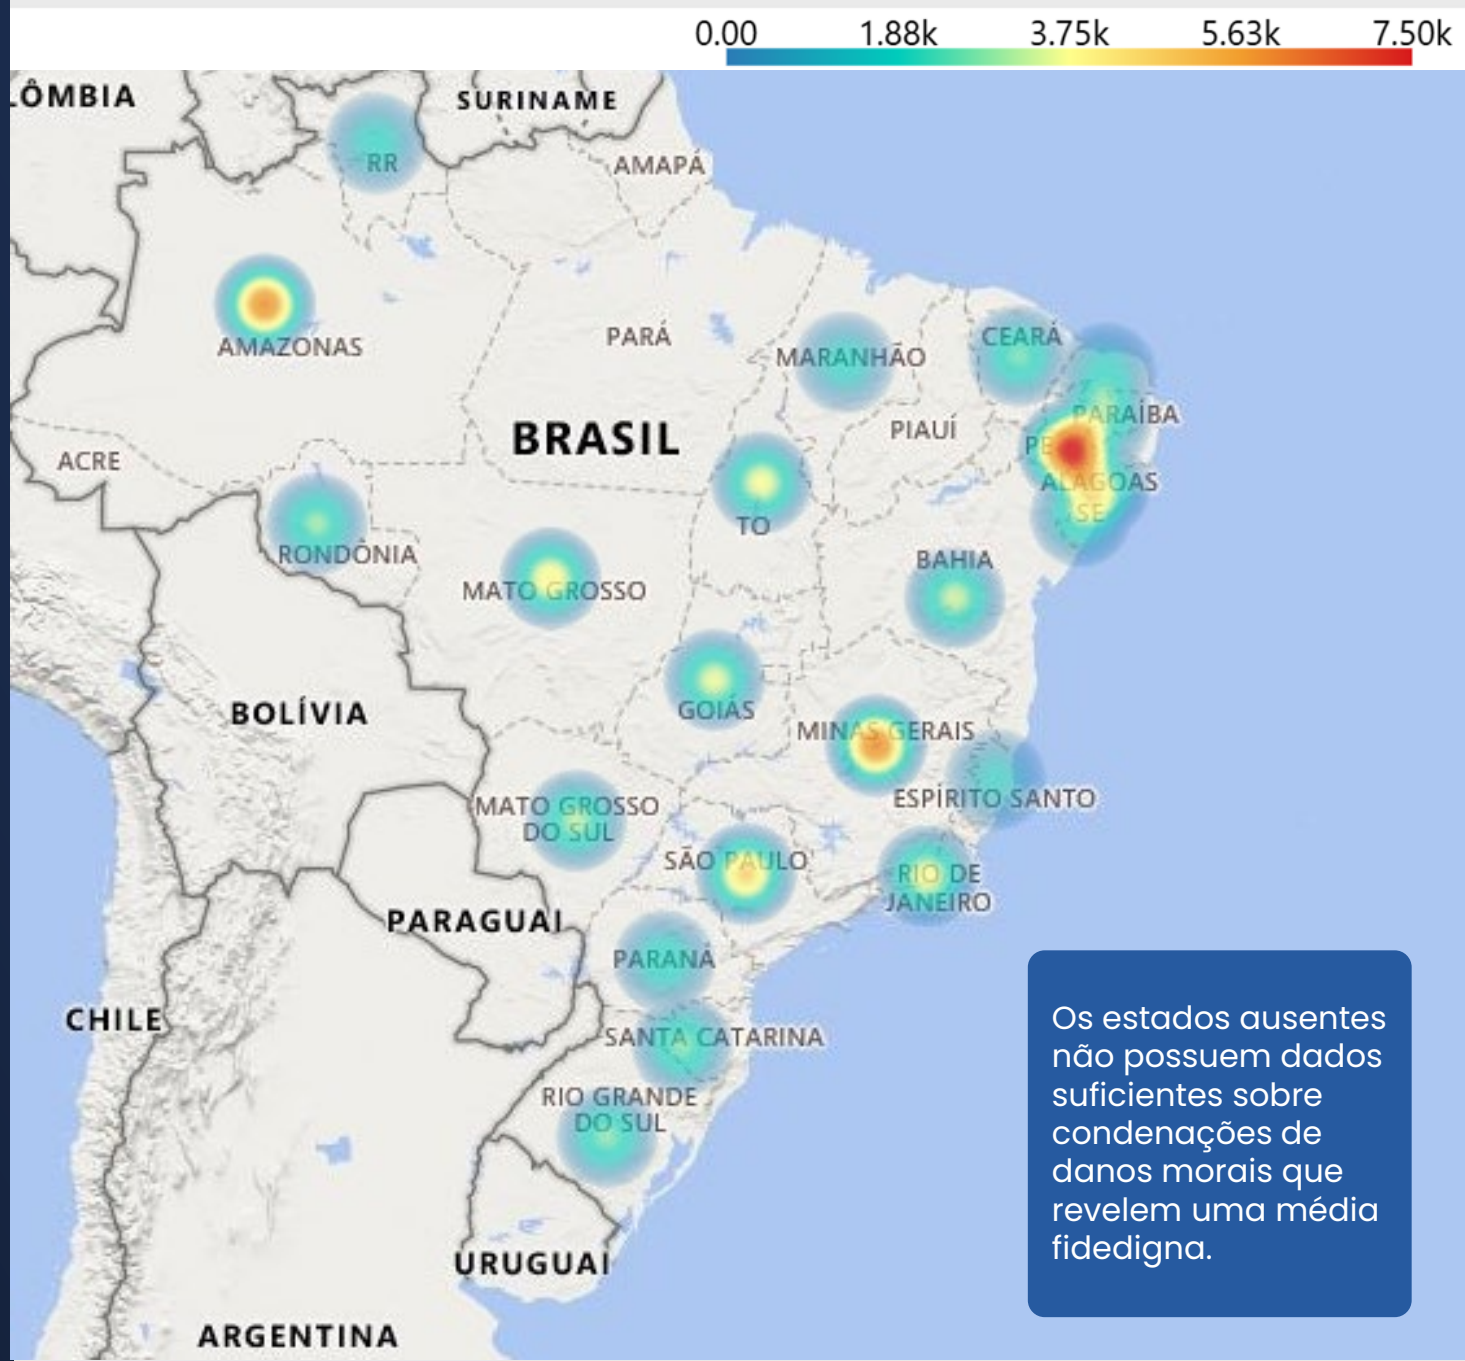 0.00 1.88k 3.75k 5.63k 7.50k
LÔMBIA
SURINAME
RR
AMAPÁ
AMAZONAS
PARÁ
MARANHÃO
CEARÁ
PARAÍBA
PIAUÍ
BRASIL
PE
ACRE
ALAGOAS
SE
TO
RONDÔNIA
MATO GROSSO
BAHIA
BOLÍVIA
GOIÁS
MINAS GERAIS
MATO GROSSO
DO SUL
ESPÍRITO SANTO
SÃO PAULO
RIO DE
JANEIRO
PARAGUAI
PARANÁ
CHILE
SANTA CATARINA
RIO GRANDE
DO SUL
URUGUAI
ARGENTINA
Os estados ausentes
não possuem dados
suficientes sobre
condenações de
danos morais que
revelem uma média
fidedigna.